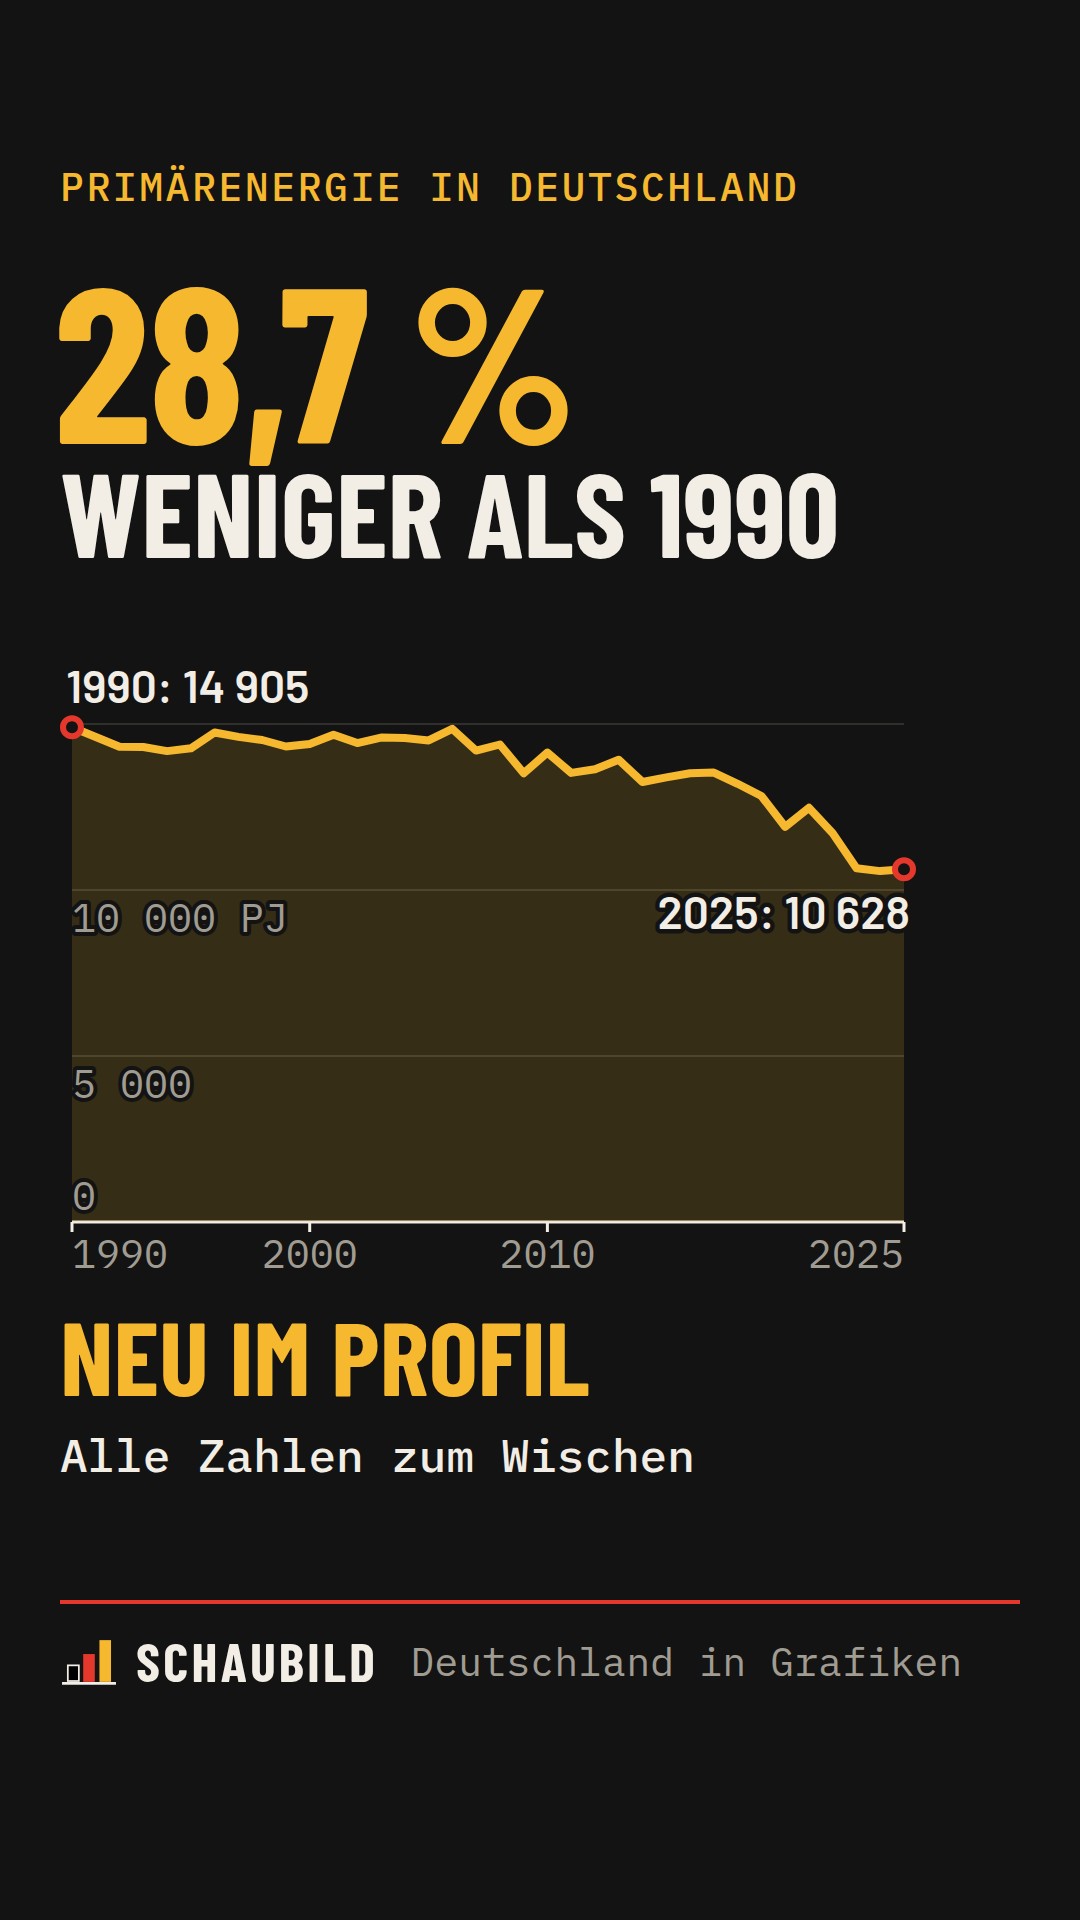 PRIMÄRENERGIE IN DEUTSCHLAND
28,7 %
WENIGER ALS 1990
1990: 14 905
10 000 PJ
2025: 10 628
5 000
0
1990 2000 2010 2025
NEU IM PROFIL
Alle Zahlen zum Wischen
SCHAUBILD Deutschland in Grafiken